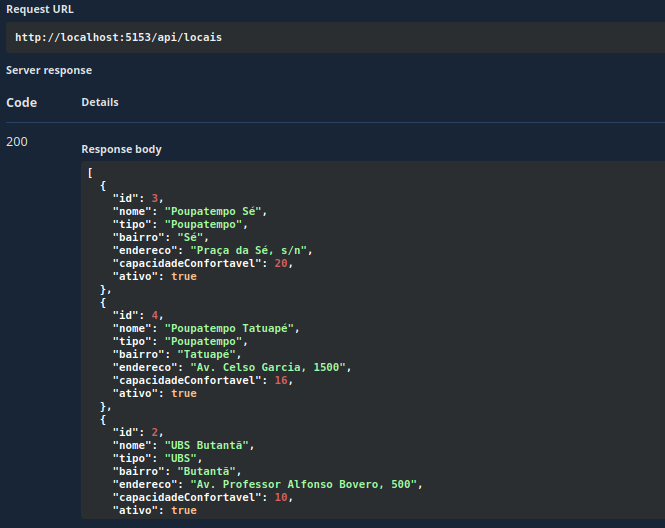 Request URL
http://localhost:5153/api/locais
Server response
Code Details
200
Response body
[
{
"id": 3,
"nome": "Poupatempo Sé",
"tipo": "Poupatempo",
"bairro": "Sé",
"endereco": "Praça da Sé, s/n",
"capacidadeConfortavel": 20,
"ativo": true
},
{
"id": 4,
"nome": "Poupatempo Tatuapé",
"tipo": "Poupatempo",
"bairro": "Tatuapé",
"endereco": "Av. Celso Garcia, 1500",
"capacidadeConfortavel": 16,
"ativo": true
},
{
"id": 2,
"nome": "UBS Butantã",
"tipo": "UBS",
"bairro": "Butantã",
"endereco": "Av. Professor Alfonso Bovero, 500",
"capacidadeConfortavel": 10,
"ativo": true